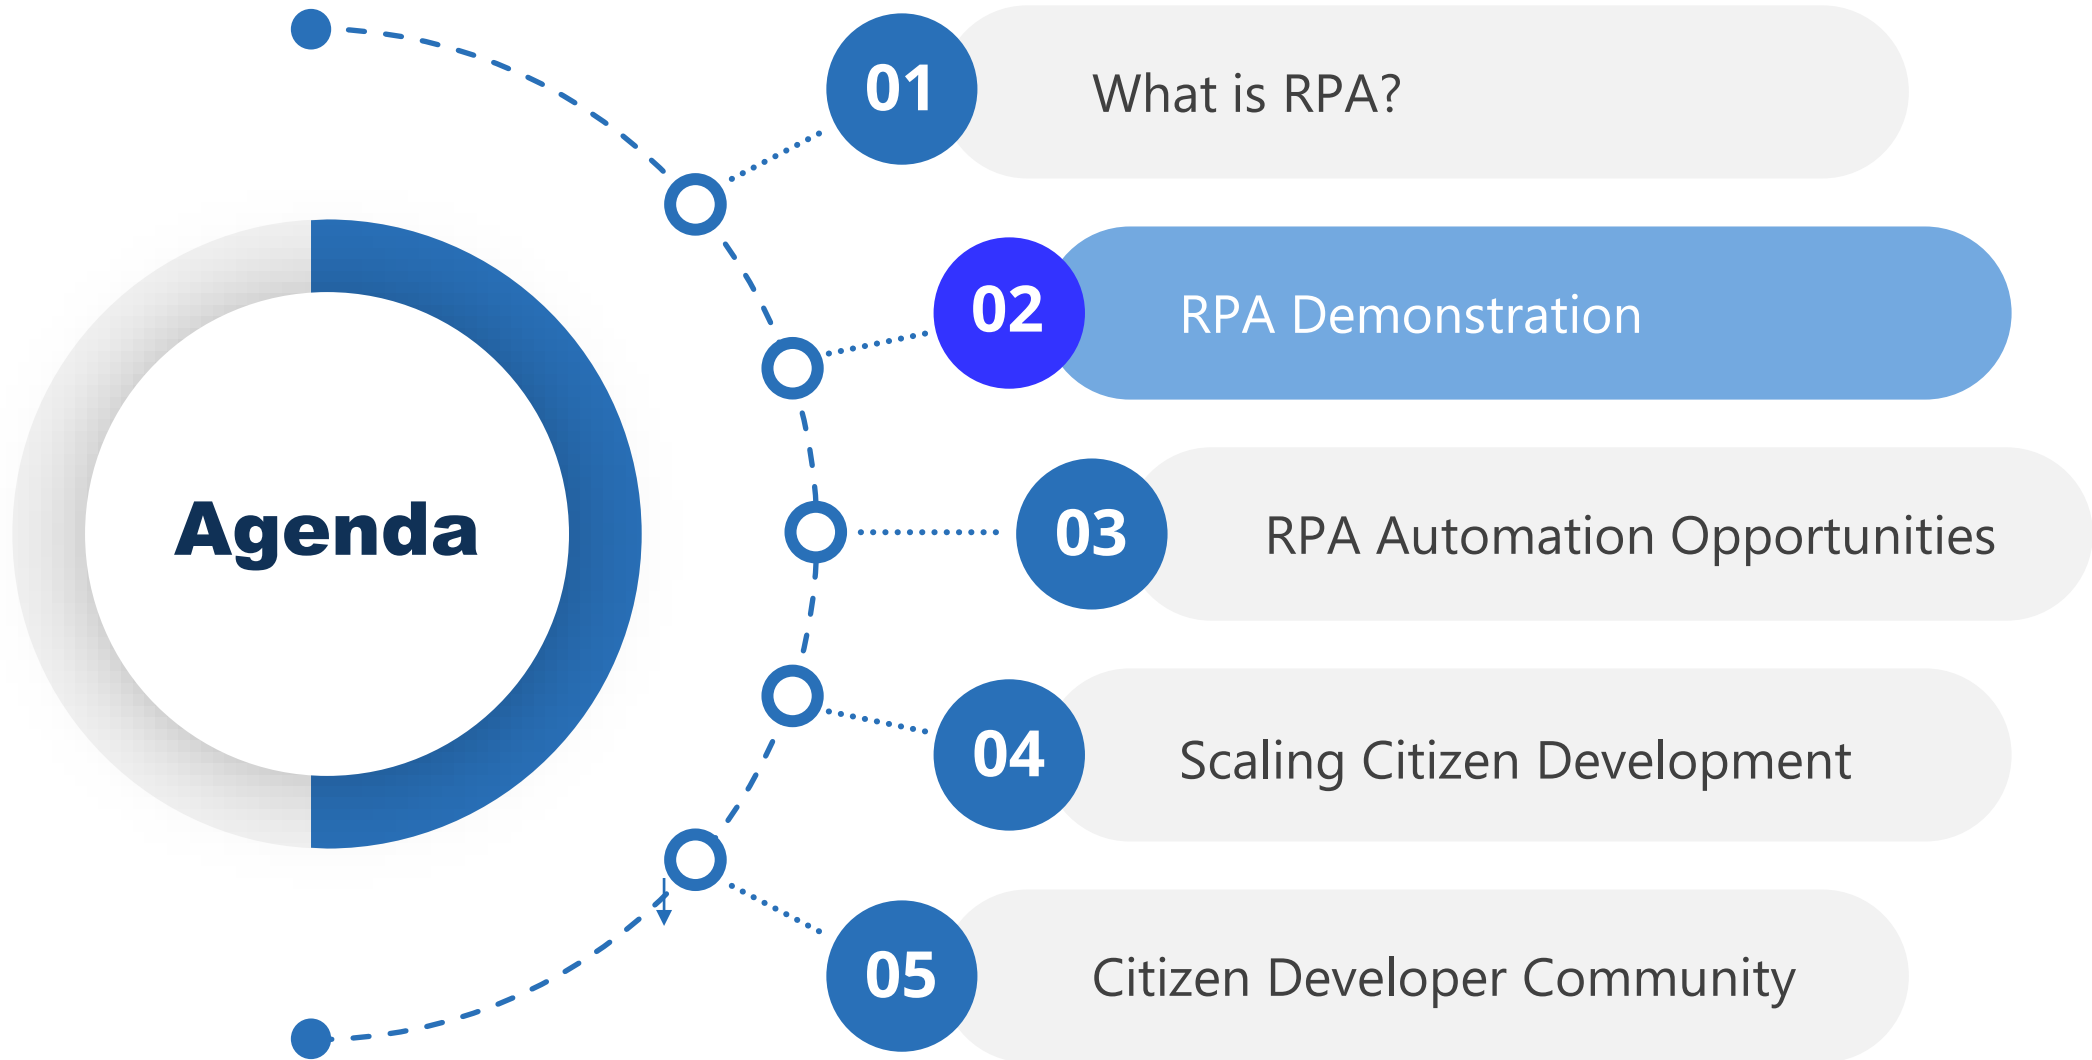 Agenda
01
What is RPA?
02
RPA Demonstration
03
RPA Automation Opportunities
04
Scaling Citizen Development
05
Citizen Developer Community